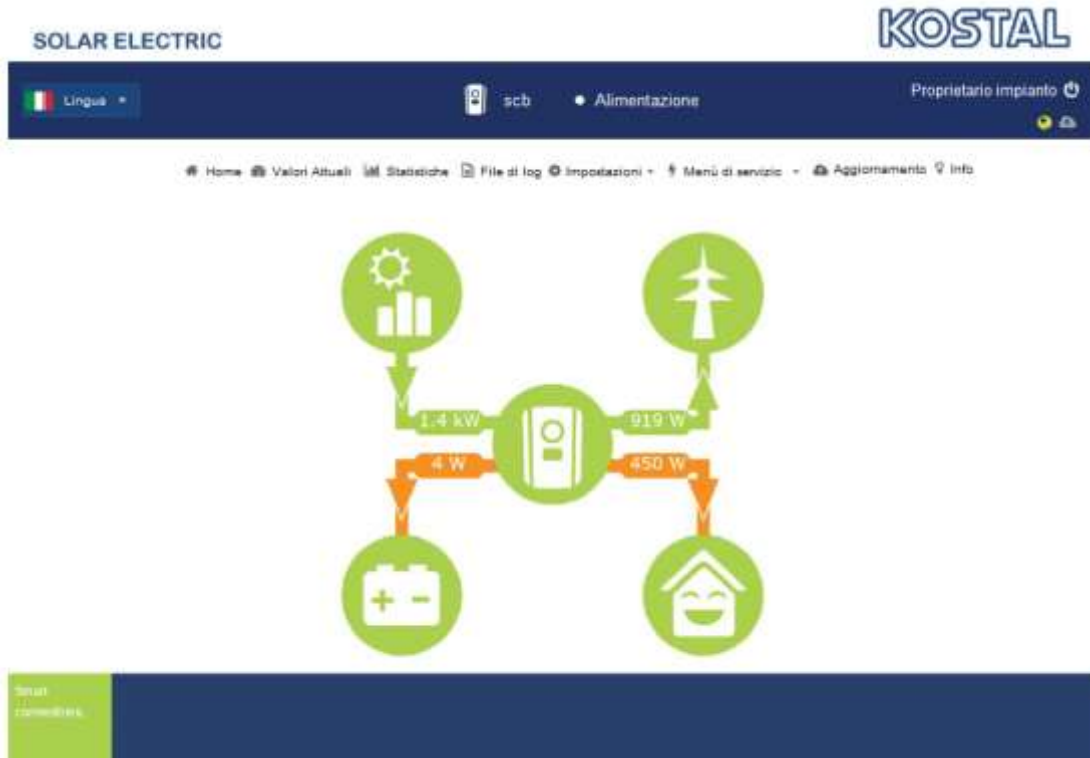 SOLAR ELECTRIC
KOSTAL
Lingua
scb
Alimentazione
Proprietario impianto
Home Valori Attuali Statistiche File di log Impostazioni Menù di servizio Aggiornamento Info
1.4 kW
919 W
4 W
450 W
Smart
connections.